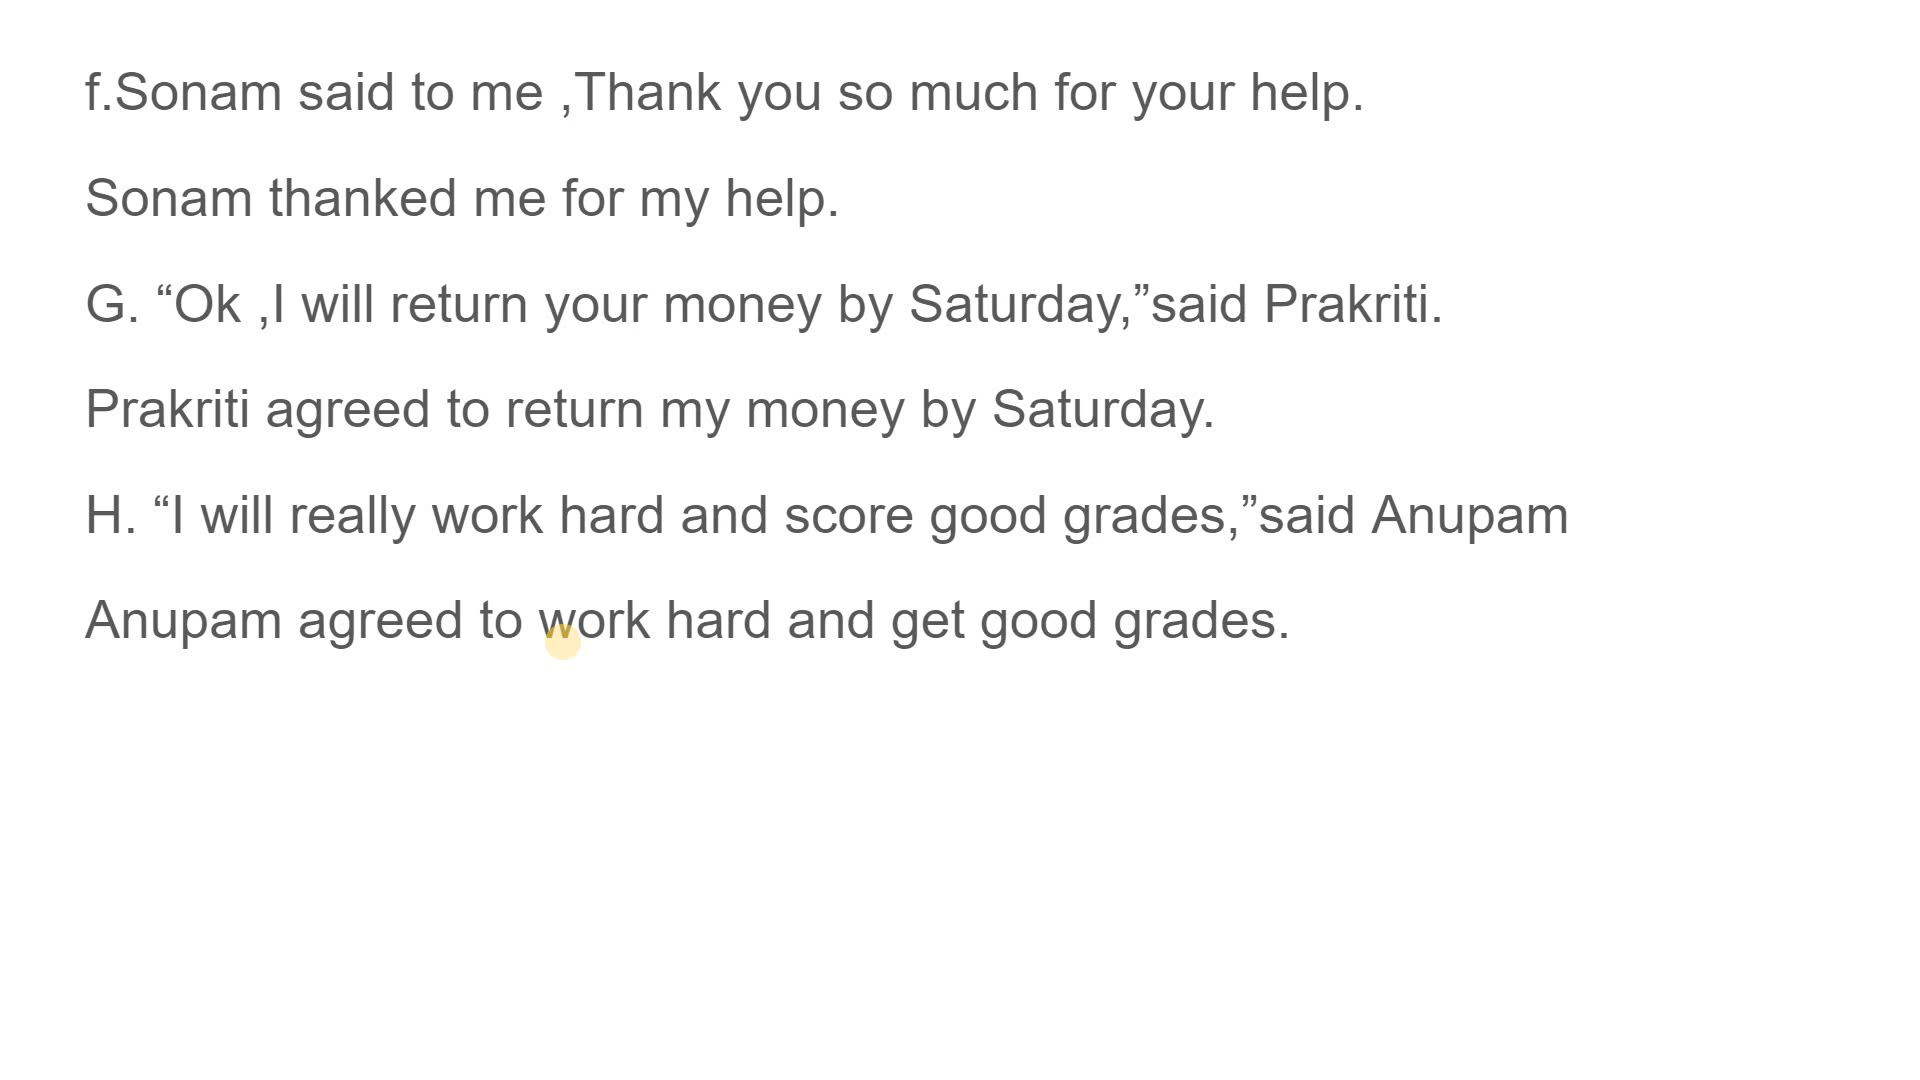 f.Sonam said to me ,Thank you so much for your help.
Sonam thanked me for my help.
G. “Ok ,I will return your money by Saturday,”said Prakriti.
Prakriti agreed to return my money by Saturday.
H. “I will really work hard and score good grades,”said Anupam
Anupam agreed to work hard and get good grades.